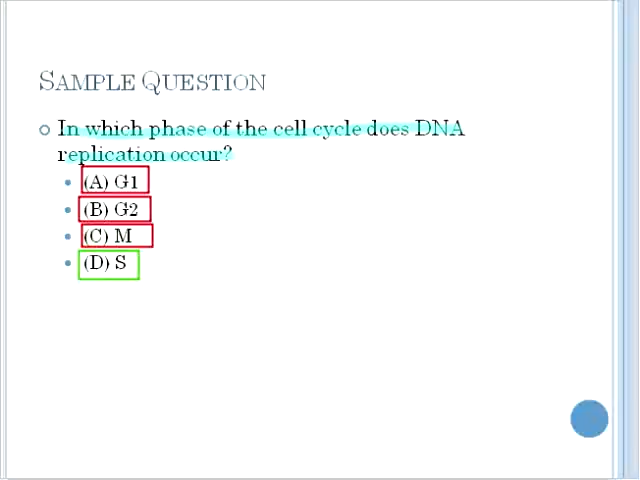 SAMPLE QUESTION
In which phase of the cell cycle does DNA
replication occur?
(A) G1
(B) G2
(C) M
(D) S